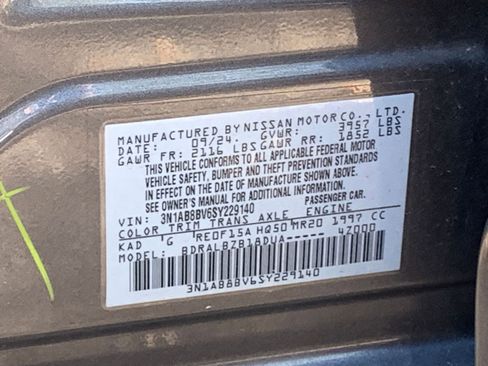 MANUFACTURED BY NISSAN MOTOR CO., LTD.
DATE: 09/24 GVWR: 3957 LBS
GAWR FR: 2116 LBS GAWR RR: 1852 LBS
THIS VEHICLE CONFORMS TO ALL APPLICABLE FEDERAL MOTOR
VEHICLE SAFETY, BUMPER, AND THEFT PREVENTION STANDARDS
IN EFFECT ON THE DATE OF MANUFACTURE SHOWN ABOVE.
SEE OWNER'S MANUAL FOR ADDITIONAL INFORMATION.
VIN: 3N1AB8BV6SY229140 PASSENGER CAR.
COLOR TRIM TRANS AXLE ENGINE
KAD G RE0F15A HQ50 MR20 1997 CC
MODEL: BDRALBZB18DUA----- 47000
3N1AB8BV6SY229140